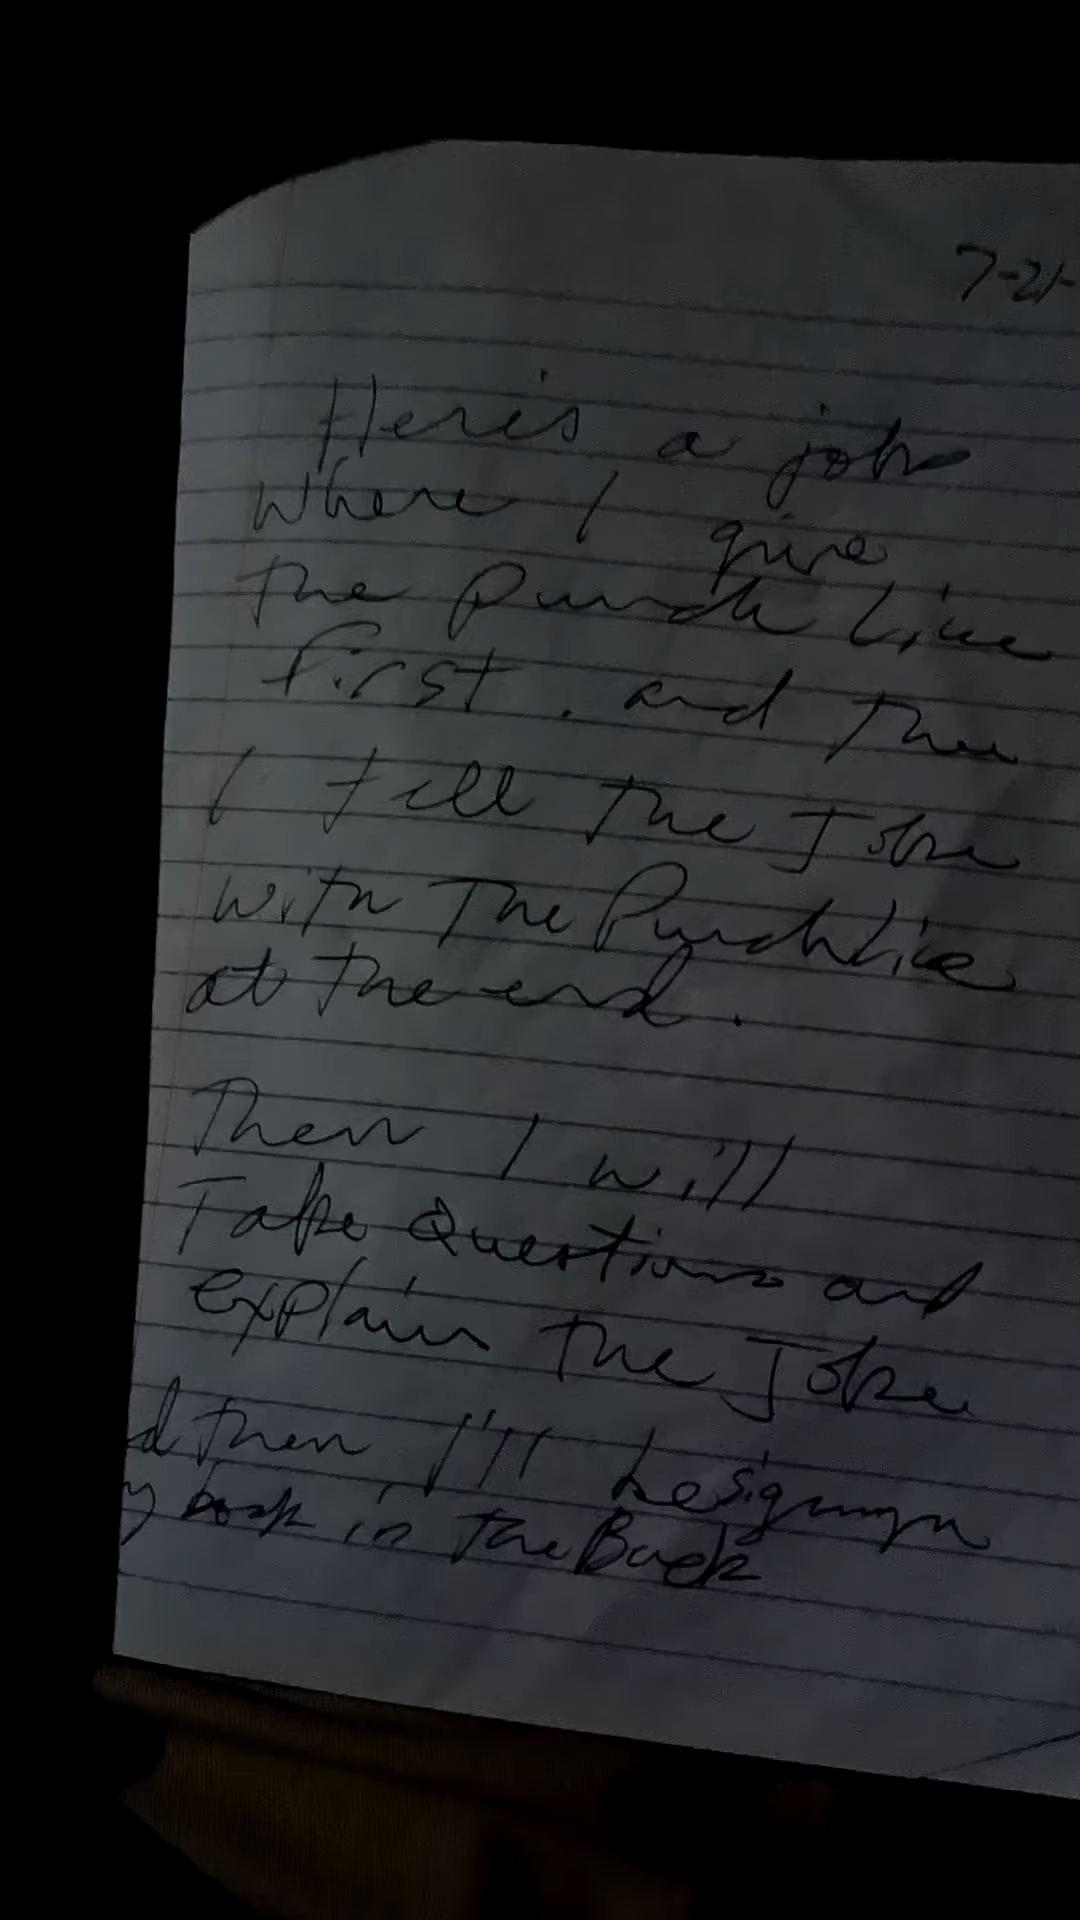 7-21-
Here's a joke
where I give
the Punch Line
first. and then
I tell the Joke
with The PunchLine
at the end.
Then I will
Take Questions and
explain the Joke
d then I'll be signing
y book in the Back